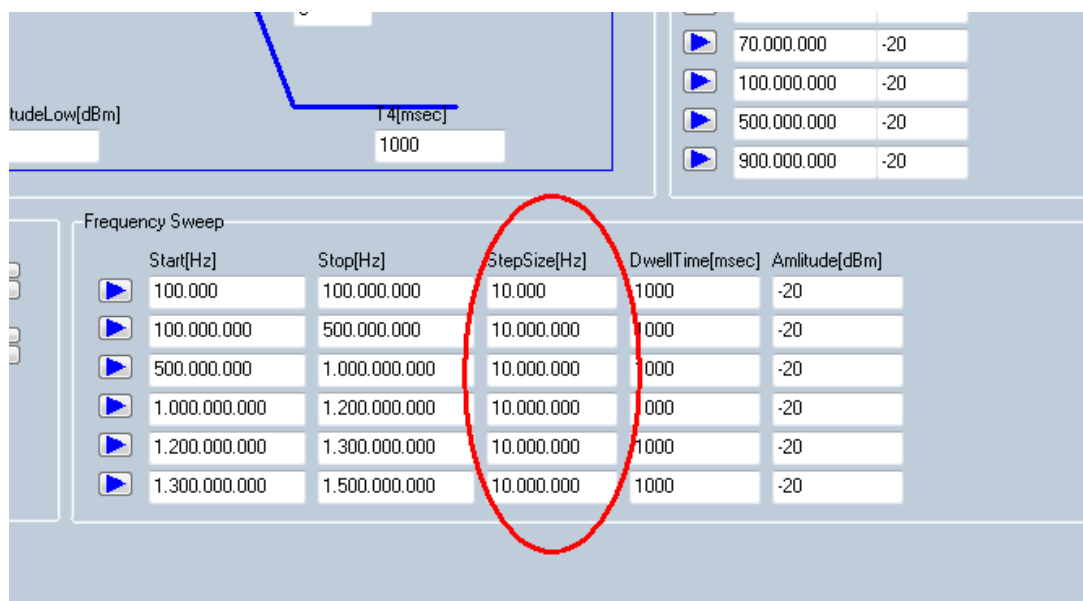 70.000.000 -20
100.000.000 -20
500.000.000 -20
900.000.000 -20
tudeLow[dBm] T4[msec]
1000
Frequency Sweep
Start[Hz] Stop[Hz] StepSize[Hz] DwellTime[msec] Amlitude[dBm]
100.000 100.000.000 10.000 1000 -20
100.000.000 500.000.000 10.000.000 1000 -20
500.000.000 1.000.000.000 10.000.000 1000 -20
1.000.000.000 1.200.000.000 10.000.000 1000 -20
1.200.000.000 1.300.000.000 10.000.000 1000 -20
1.300.000.000 1.500.000.000 10.000.000 1000 -20